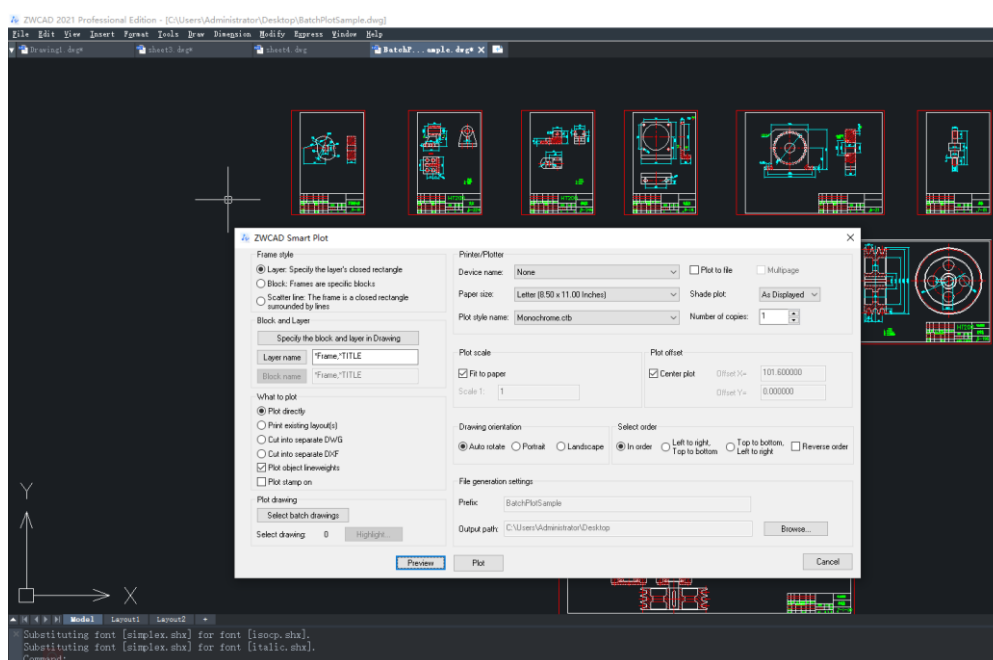 ZWCAD 2021 Professional Edition - [C:\Users\Administrator\Desktop\BatchPlotSample.dwg]
File Edit View Insert Format Tools Draw Dimension Modify Express Window Help
Drawing1.dwg* sheet3.dwg* sheet4.dwg BatchP...ample.dwg*
ZWCAD Smart Plot
Frame style
Layer: Specify the layer's closed rectangle
Block: Frames are specific blocks
Scatter line: The frame is a closed rectangle
surrounded by lines
Block and Layer
Specify the block and layer in Drawing
Layer name *Frame,*TITLE
Block name *Frame,*TITLE
What to plot
Plot directly
Print existing layout(s)
Cut into separate DWG
Cut into separate DXF
Plot object lineweights
Plot stamp on
Plot drawing
Select batch drawings
Select drawing: 0 Highlight...
Printer/Plotter
Device name: None Plot to file Multipage
Paper size: Letter (8.50 x 11.00 Inches) Shade plot: As Displayed
Plot style name: Monochrome.ctb Number of copies: 1
Plot scale
Fit to paper
Scale 1: 1
Plot offset
Center plot Offset X= 101.600000
Offset Y= 0.000000
Drawing orientation
Auto rotate Portrait Landscape
Select order
In order Left to right,
Top to bottom Top to bottom,
Left to right Reverse order
File generation settings
Prefix: BatchPlotSample
Output path: C:\Users\Administrator\Desktop Browse...
Preview Plot Cancel
Y
X
Model Layout1 Layout2 +
Substituting font [simplex.shx] for font [isocp.shx].
Substituting font [simplex.shx] for font [italic.shx].
Command: